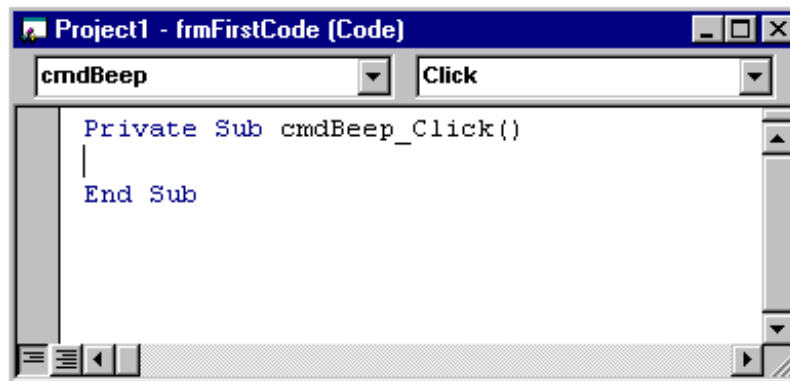 Project1 - frmFirstCode (Code)
cmdBeep Click
Private Sub cmdBeep_Click()
End Sub